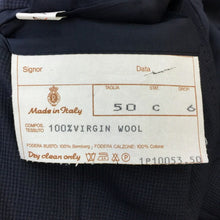 Signor Data
Made in Italy
TAGLIA STAT. DROP
50 C 6
COMPOS. TESSUTO 100%VIRGIN WOOL
FODERA BUSTO: 100% Bemberg / FODERA CALZONE: 100% Cotone
Dry clean only
1P10053.50